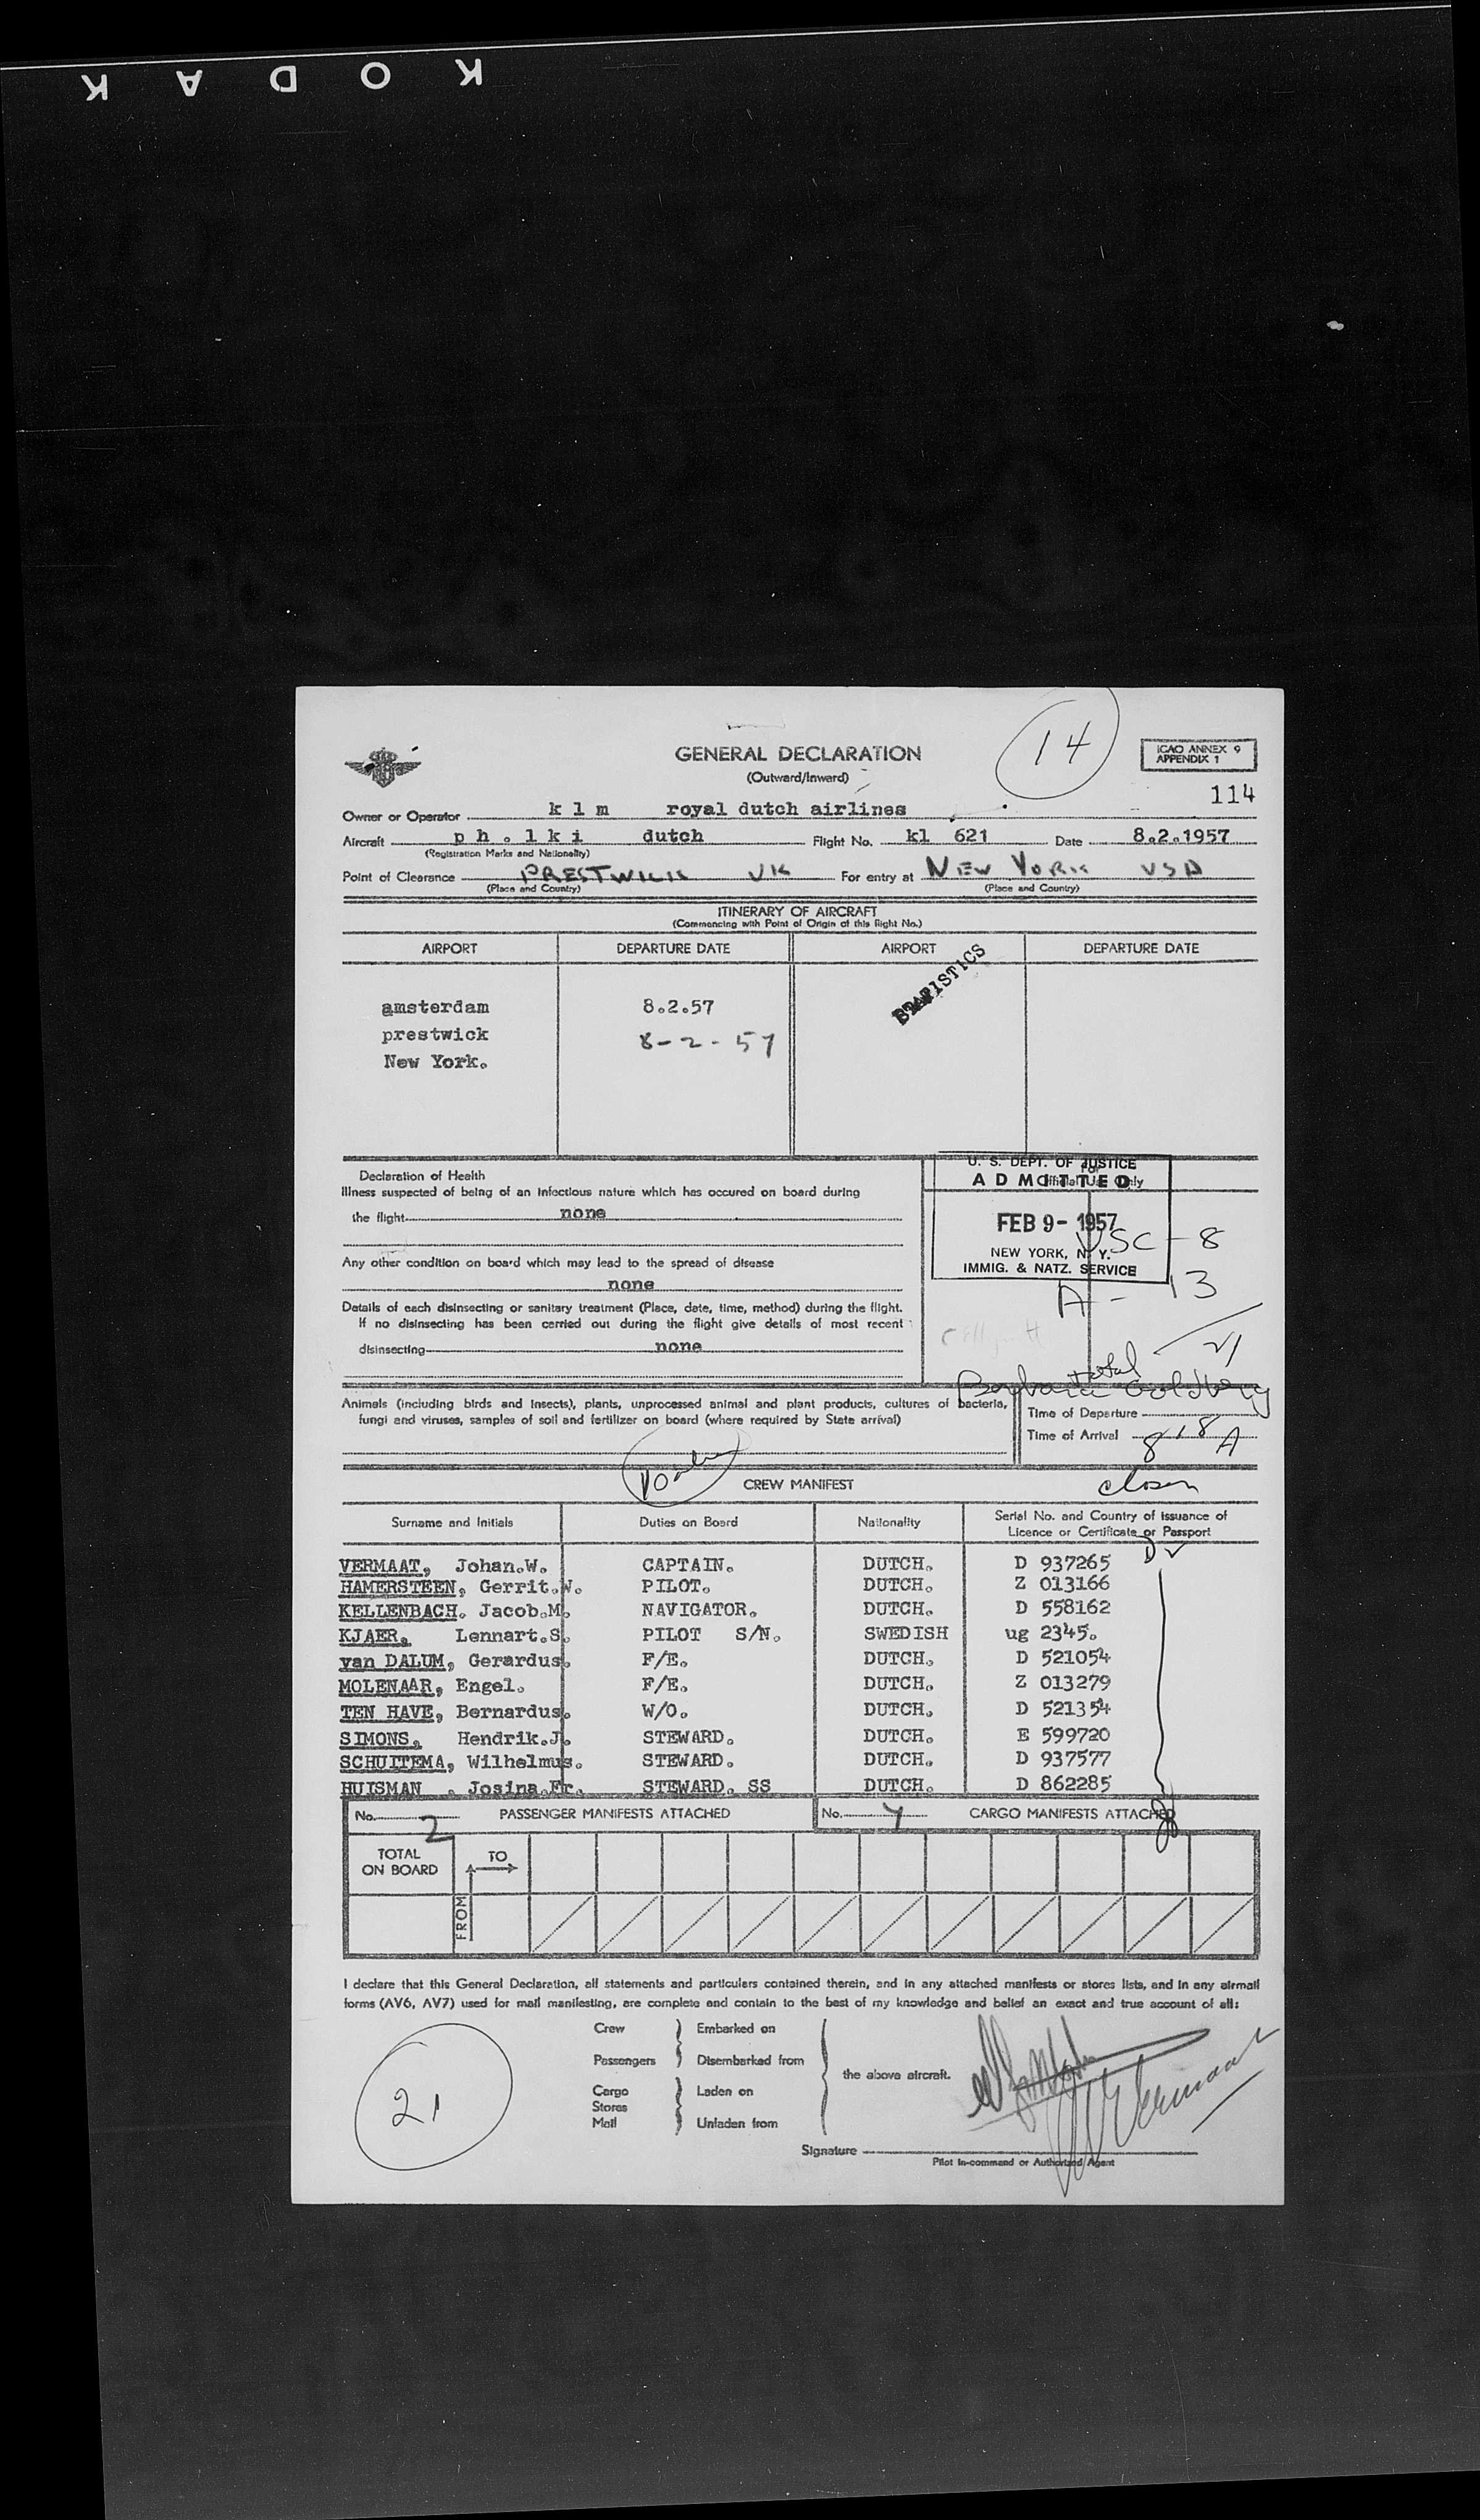 KODAK
14
GENERAL DECLARATION
(Outward/Inward)
ICAO ANNEX 9
APPENDIX 1
114
Owner or Operator k l m royal dutch airlines
Aircraft p h . l k i dutch Flight No. kl 621 Date 8.2.1957
(Registration Marks and Nationality)
Point of Clearance PRESTWICK UK For entry at NEW YORK USA
(Place and Country) (Place and Country)
ITINERARY OF AIRCRAFT
(Commencing with Point of Origin of this flight No.)
AIRPORT DEPARTURE DATE AIRPORT DEPARTURE DATE
STATISTICS
amsterdam 8.2.57
prestwick 8-2-57
New York.
Declaration of Health
Illness suspected of being of an infectious nature which has occured on board during
the flight none
Any other condition on board which may lead to the spread of disease
none
Details of each disinsecting or sanitary treatment (Place, date, time, method) during the flight.
If no disinsecting has been carried out during the flight give details of most recent
disinsecting none
For
Official Use Only
U. S. DEPT. OF JUSTICE
ADMITTED
FEB 9- 1957
NEW YORK, N. Y.
IMMIG. & NATZ. SERVICE
USC - 8
A - 13
total 21
Barbara Goldberg
Animals (including birds and insects), plants, unprocessed animal and plant products, cultures of bacteria,
fungi and viruses, samples of soil and fertilizer on board (where required by State arrival)
Time of Departure
Time of Arrival 8 18 A
CREW MANIFEST
Surname and Initials Duties on Board Nationality Serial No. and Country of issuance of
Licence or Certificate or Passport
VERMAAT, Johan.W. CAPTAIN. DUTCH. D 937265
HAMERSTEEN, Gerrit.W. PILOT. DUTCH. Z 013166
KELLENBACH. Jacob.M. NAVIGATOR. DUTCH. D 558162
KJAER, Lennart.S. PILOT S/N. SWEDISH ug 2345.
van DALUM, Gerardus. F/E. DUTCH. D 521054
MOLENAAR, Engel. F/E. DUTCH. Z 013279
TEN HAVE, Bernardus. W/O. DUTCH. D 521354
SIMONS, Hendrik.J. STEWARD. DUTCH. E 599720
SCHUITEMA, Wilhelmus. STEWARD. DUTCH. D 937577
HUISMAN . Josina.Fr. STEWARD. SS DUTCH. D 862285
No. 2 PASSENGER MANIFESTS ATTACHED No. 4 CARGO MANIFESTS ATTACHED
TOTAL
ON BOARD
TO
FROM
I declare that this General Declaration, all statements and particulars contained therein, and in any attached manifests or stores lists, and in any airmail
forms (AV6, AV7) used for mail manifesting, are complete and contain to the best of my knowledge and belief an exact and true account of all:
Crew Embarked on
Passengers Disembarked from
the above aircraft.
Cargo Laden on
Stores
Mail Unladen from
21
Vermaat
Signature
Pilot in-command or Authorized Agent